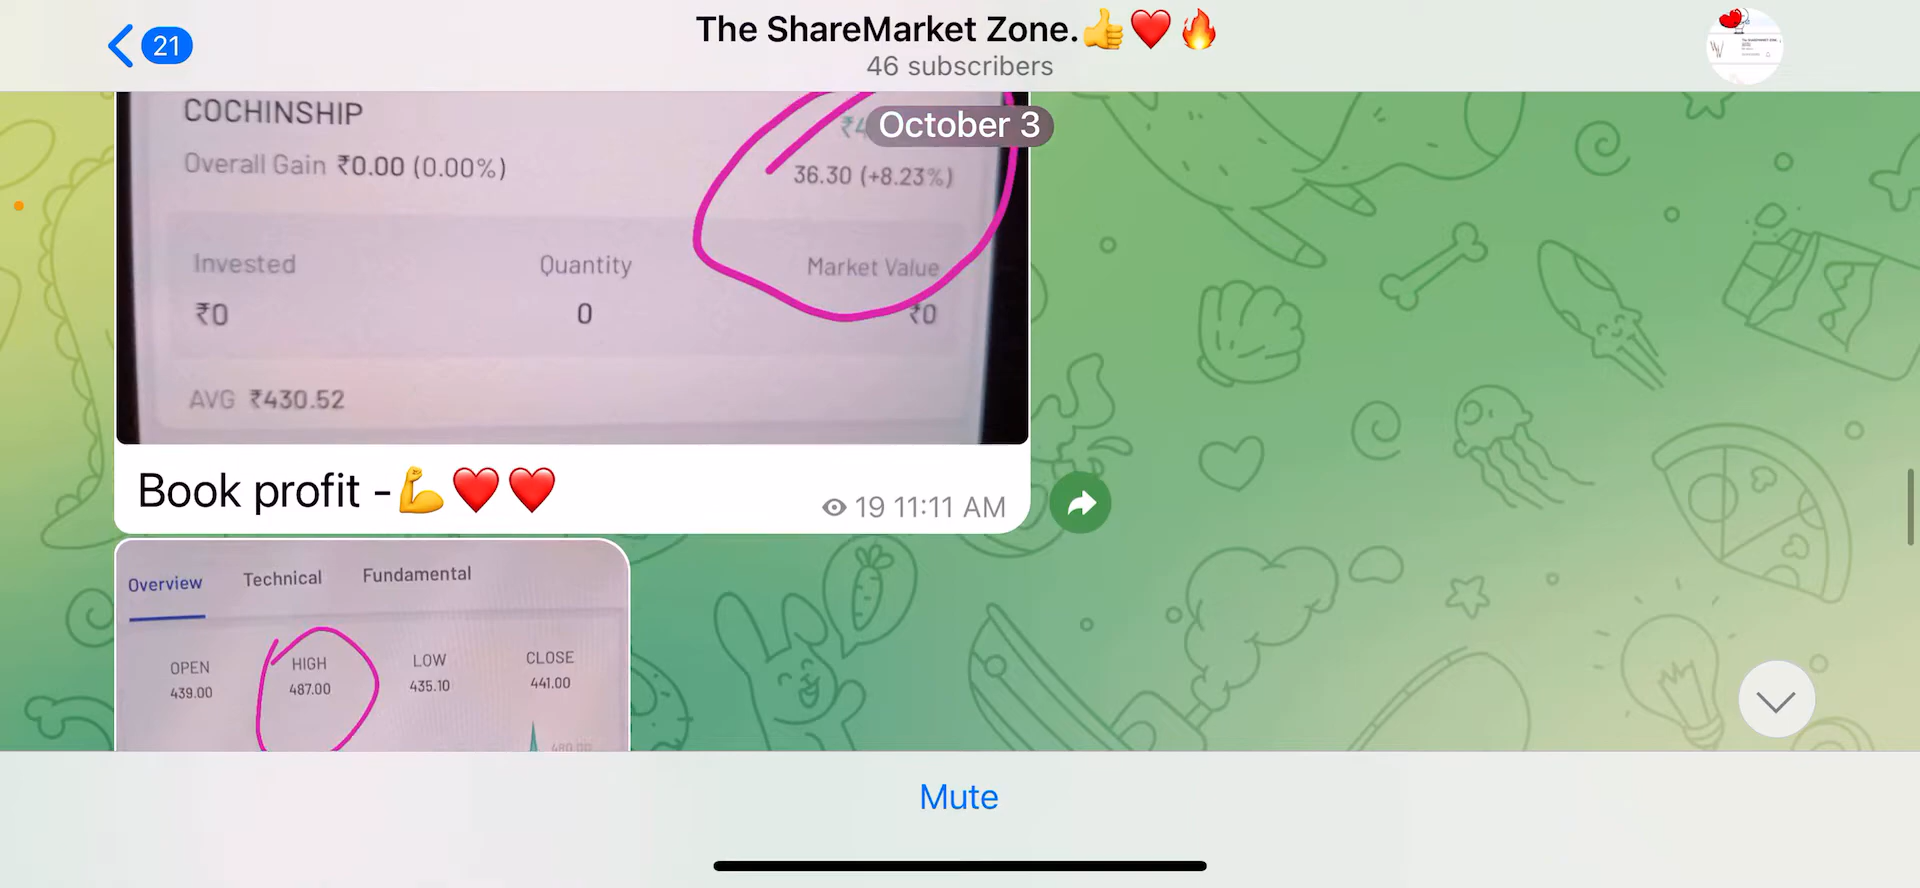 21
The ShareMarket Zone.👍❤️🔥
46 subscribers
October 3
COCHINSHIP
₹4
Overall Gain ₹0.00 (0.00%)
36.30 (+8.23%)
Invested Quantity Market Value
₹0 0 ₹0
AVG ₹430.52
Book profit -💪❤️❤️
19 11:11 AM
Overview Technical Fundamental
OPEN HIGH LOW CLOSE
439.00 487.00 435.10 441.00
Mute